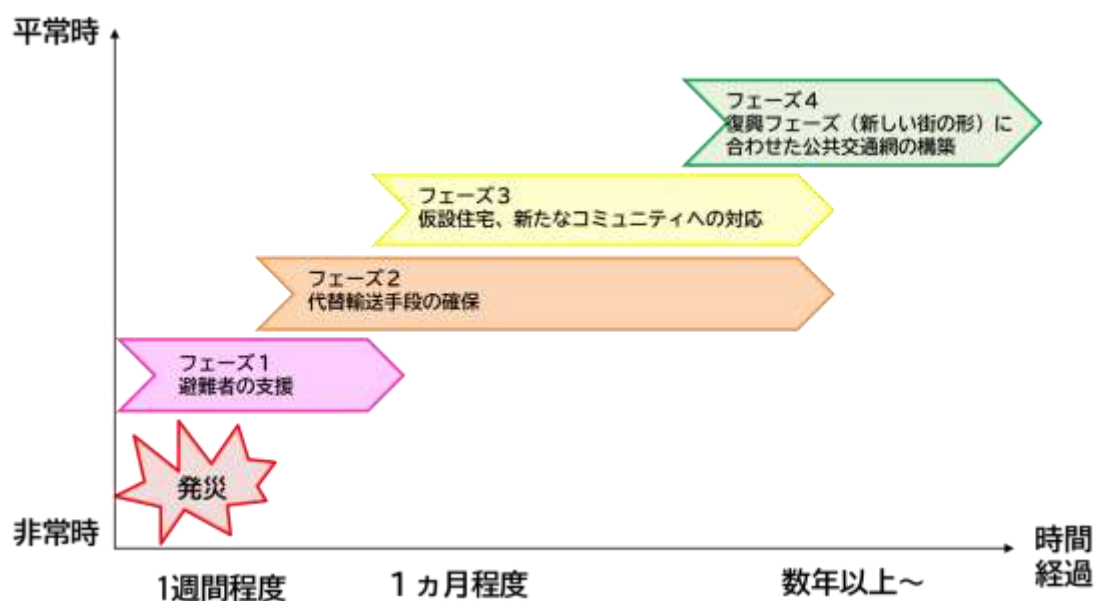 平常時
フェーズ4
復興フェーズ（新しい街の形）に
合わせた公共交通網の構築
フェーズ3
仮設住宅、新たなコミュニティへの対応
フェーズ2
代替輸送手段の確保
フェーズ1
避難者の支援
発災
非常時
1週間程度
1ヵ月程度
数年以上～
時間
経過